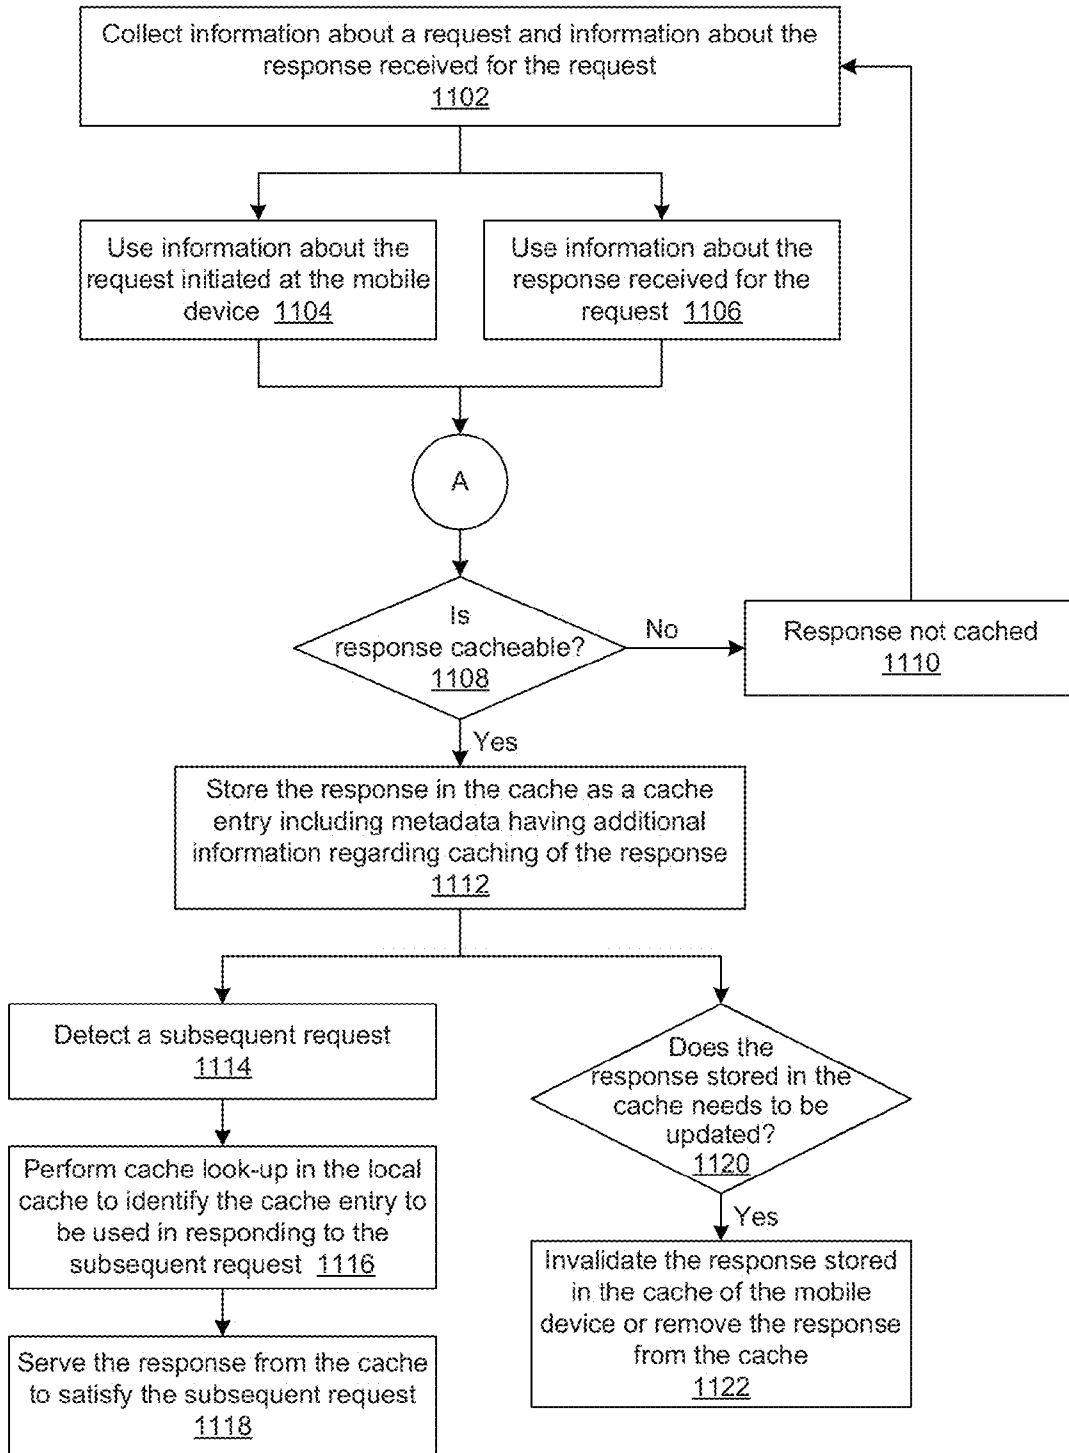 Collect information about a request and information about the
response received for the request
1102
Use information about the
request initiated at the mobile
device 1104
Use information about the
response received for the
request 1106
A
Is
response cacheable?
1108
No
Response not cached
1110
Yes
Store the response in the cache as a cache
entry including metadata having additional
information regarding caching of the response
1112
Detect a subsequent request
1114
Perform cache look-up in the local
cache to identify the cache entry to
be used in responding to the
subsequent request 1116
Serve the response from the cache
to satisfy the subsequent request
1118
Does the
response stored in the
cache needs to be
updated?
1120
Yes
Invalidate the response stored
in the cache of the mobile
device or remove the response
from the cache
1122